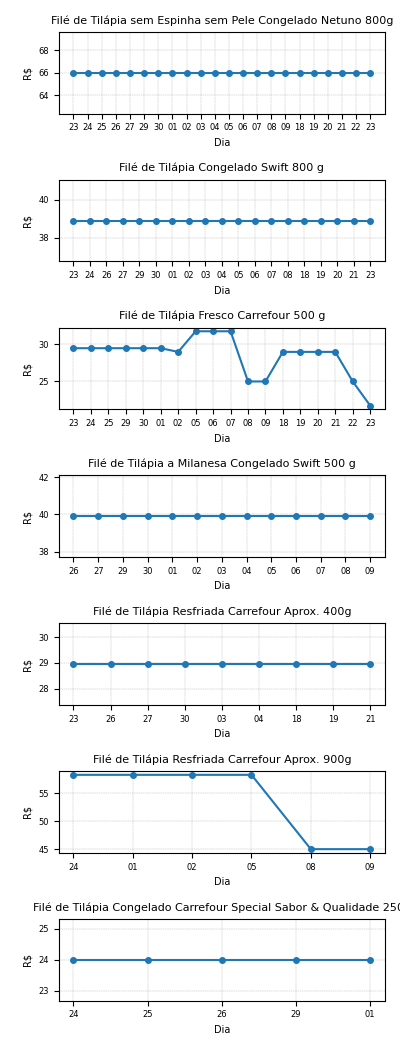 Filé de Tilápia sem Espinha sem Pele Congelado Netuno 800g
68
66
64
R$
23 24 25 26 27 29 30 01 02 03 04 05 06 07 08 09 18 19 20 21 22 23
Dia
Filé de Tilápia Congelado Swift 800 g
40
38
R$
23 24 26 27 29 30 01 02 03 04 05 06 07 08 18 19 20 21 23
Dia
Filé de Tilápia Fresco Carrefour 500 g
30
25
R$
23 24 25 29 30 01 02 05 06 07 08 09 18 19 20 21 22 23
Dia
Filé de Tilápia a Milanesa Congelado Swift 500 g
42
40
38
R$
26 27 29 30 01 02 03 04 05 06 07 08 09
Dia
Filé de Tilápia Resfriada Carrefour Aprox. 400g
30
29
28
R$
23 26 27 30 03 04 18 19 21
Dia
Filé de Tilápia Resfriada Carrefour Aprox. 900g
55
50
45
R$
24 01 02 05 08 09
Dia
Filé de Tilápia Congelado Carrefour Special Sabor & Qualidade 250
25
24
23
R$
24 25 26 29 01
Dia